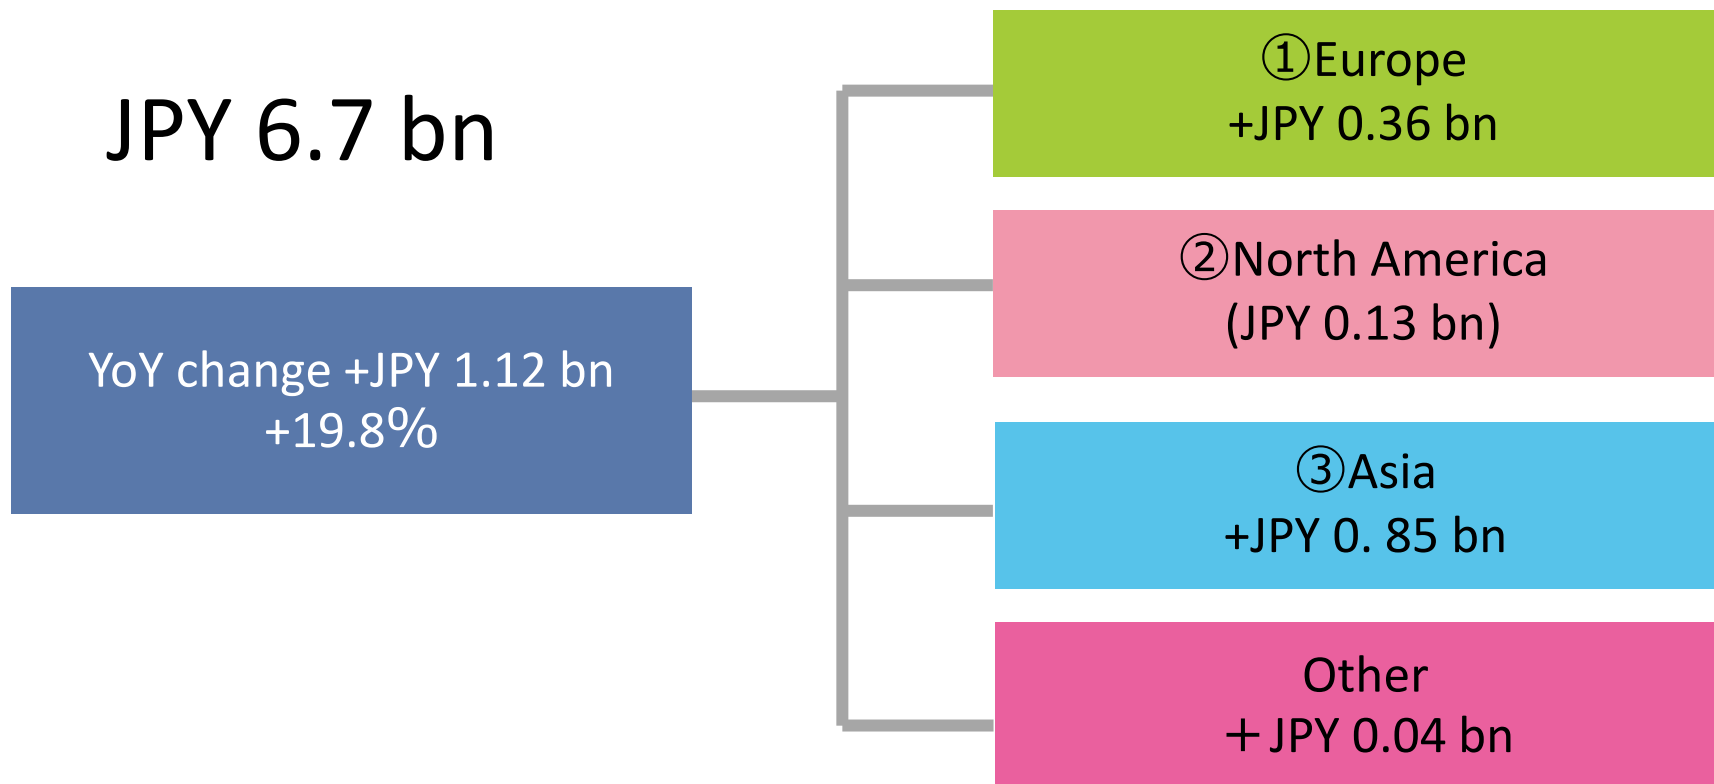 JPY 6.7 bn
YoY change +JPY 1.12 bn
+19.8%
①Europe
+JPY 0.36 bn
②North America
(JPY 0.13 bn)
③Asia
+JPY 0. 85 bn
Other
＋JPY 0.04 bn